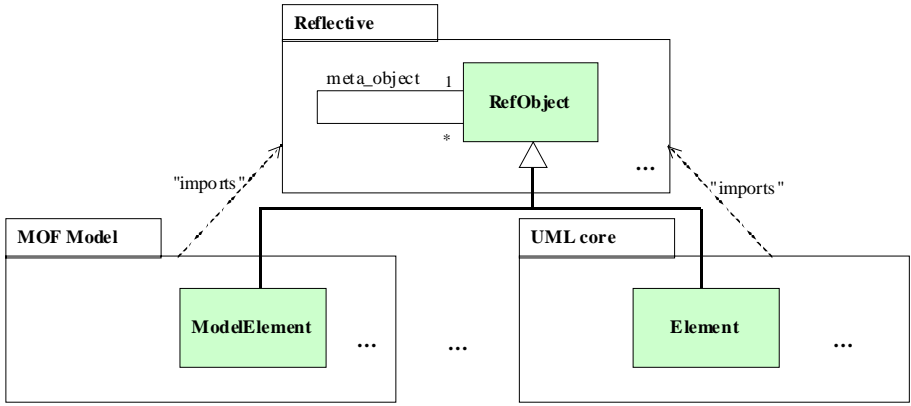 Reflective
meta_object 1
RefObject
*
...
"imports"
"imports"
MOF Model
UML core
ModelElement
...
...
Element
...